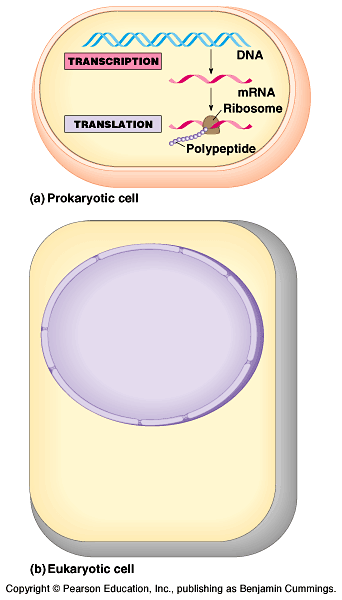 DNA
TRANSCRIPTION
mRNA
Ribosome
TRANSLATION
Polypeptide
(a) Prokaryotic cell
(b) Eukaryotic cell
Copyright © Pearson Education, Inc., publishing as Benjamin Cummings.